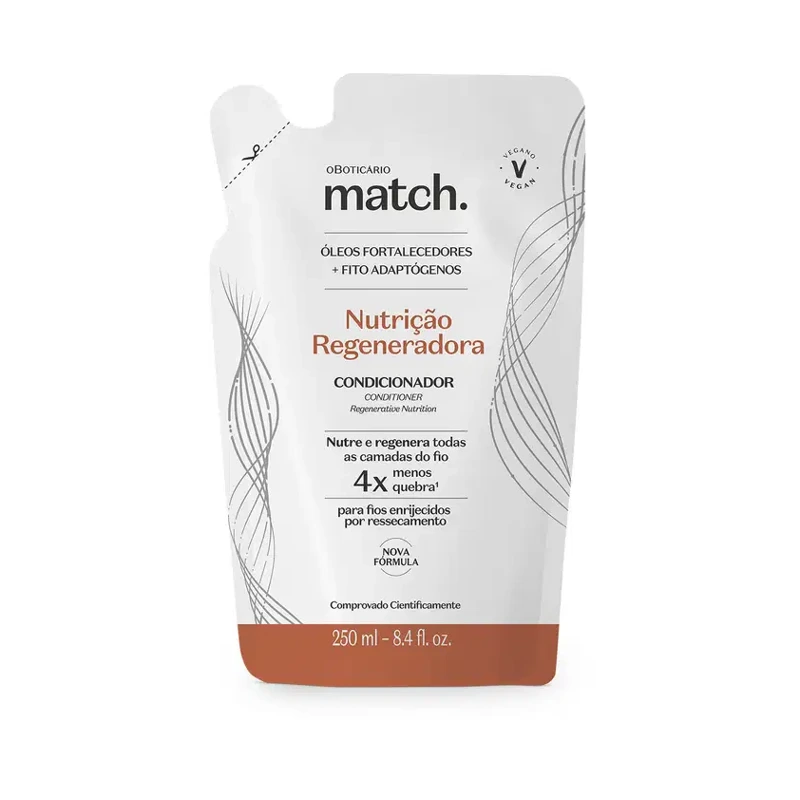 oBOTICÁRIO
match.
VEGANO
V
VEGAN
ÓLEOS FORTALECEDORES
+ FITO ADAPTÓGENOS
Nutrição
Regeneradora
CONDICIONADOR
CONDITIONER
Regenerative Nutrition
Nutre e regenera todas
as camadas do fio
4x menos
quebra¹
para fios enrijecidos
por ressecamento
NOVA
FÓRMULA
Comprovado Cientificamente
250 ml - 8.4 fl. oz.